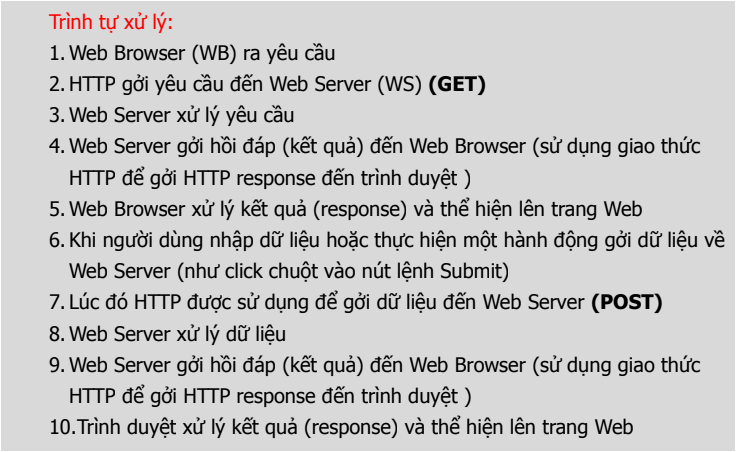 Trình tự xử lý:
1. Web Browser (WB) ra yêu cầu
2. HTTP gởi yêu cầu đến Web Server (WS) (GET)
3. Web Server xử lý yêu cầu
4. Web Server gởi hồi đáp (kết quả) đến Web Browser (sử dụng giao thức
HTTP để gởi HTTP response đến trình duyệt )
5. Web Browser xử lý kết quả (response) và thể hiện lên trang Web
6. Khi người dùng nhập dữ liệu hoặc thực hiện một hành động gởi dữ liệu về
Web Server (như click chuột vào nút lệnh Submit)
7. Lúc đó HTTP được sử dụng để gởi dữ liệu đến Web Server (POST)
8. Web Server xử lý dữ liệu
9. Web Server gởi hồi đáp (kết quả) đến Web Browser (sử dụng giao thức
HTTP để gởi HTTP response đến trình duyệt )
10.Trình duyệt xử lý kết quả (response) và thể hiện lên trang Web